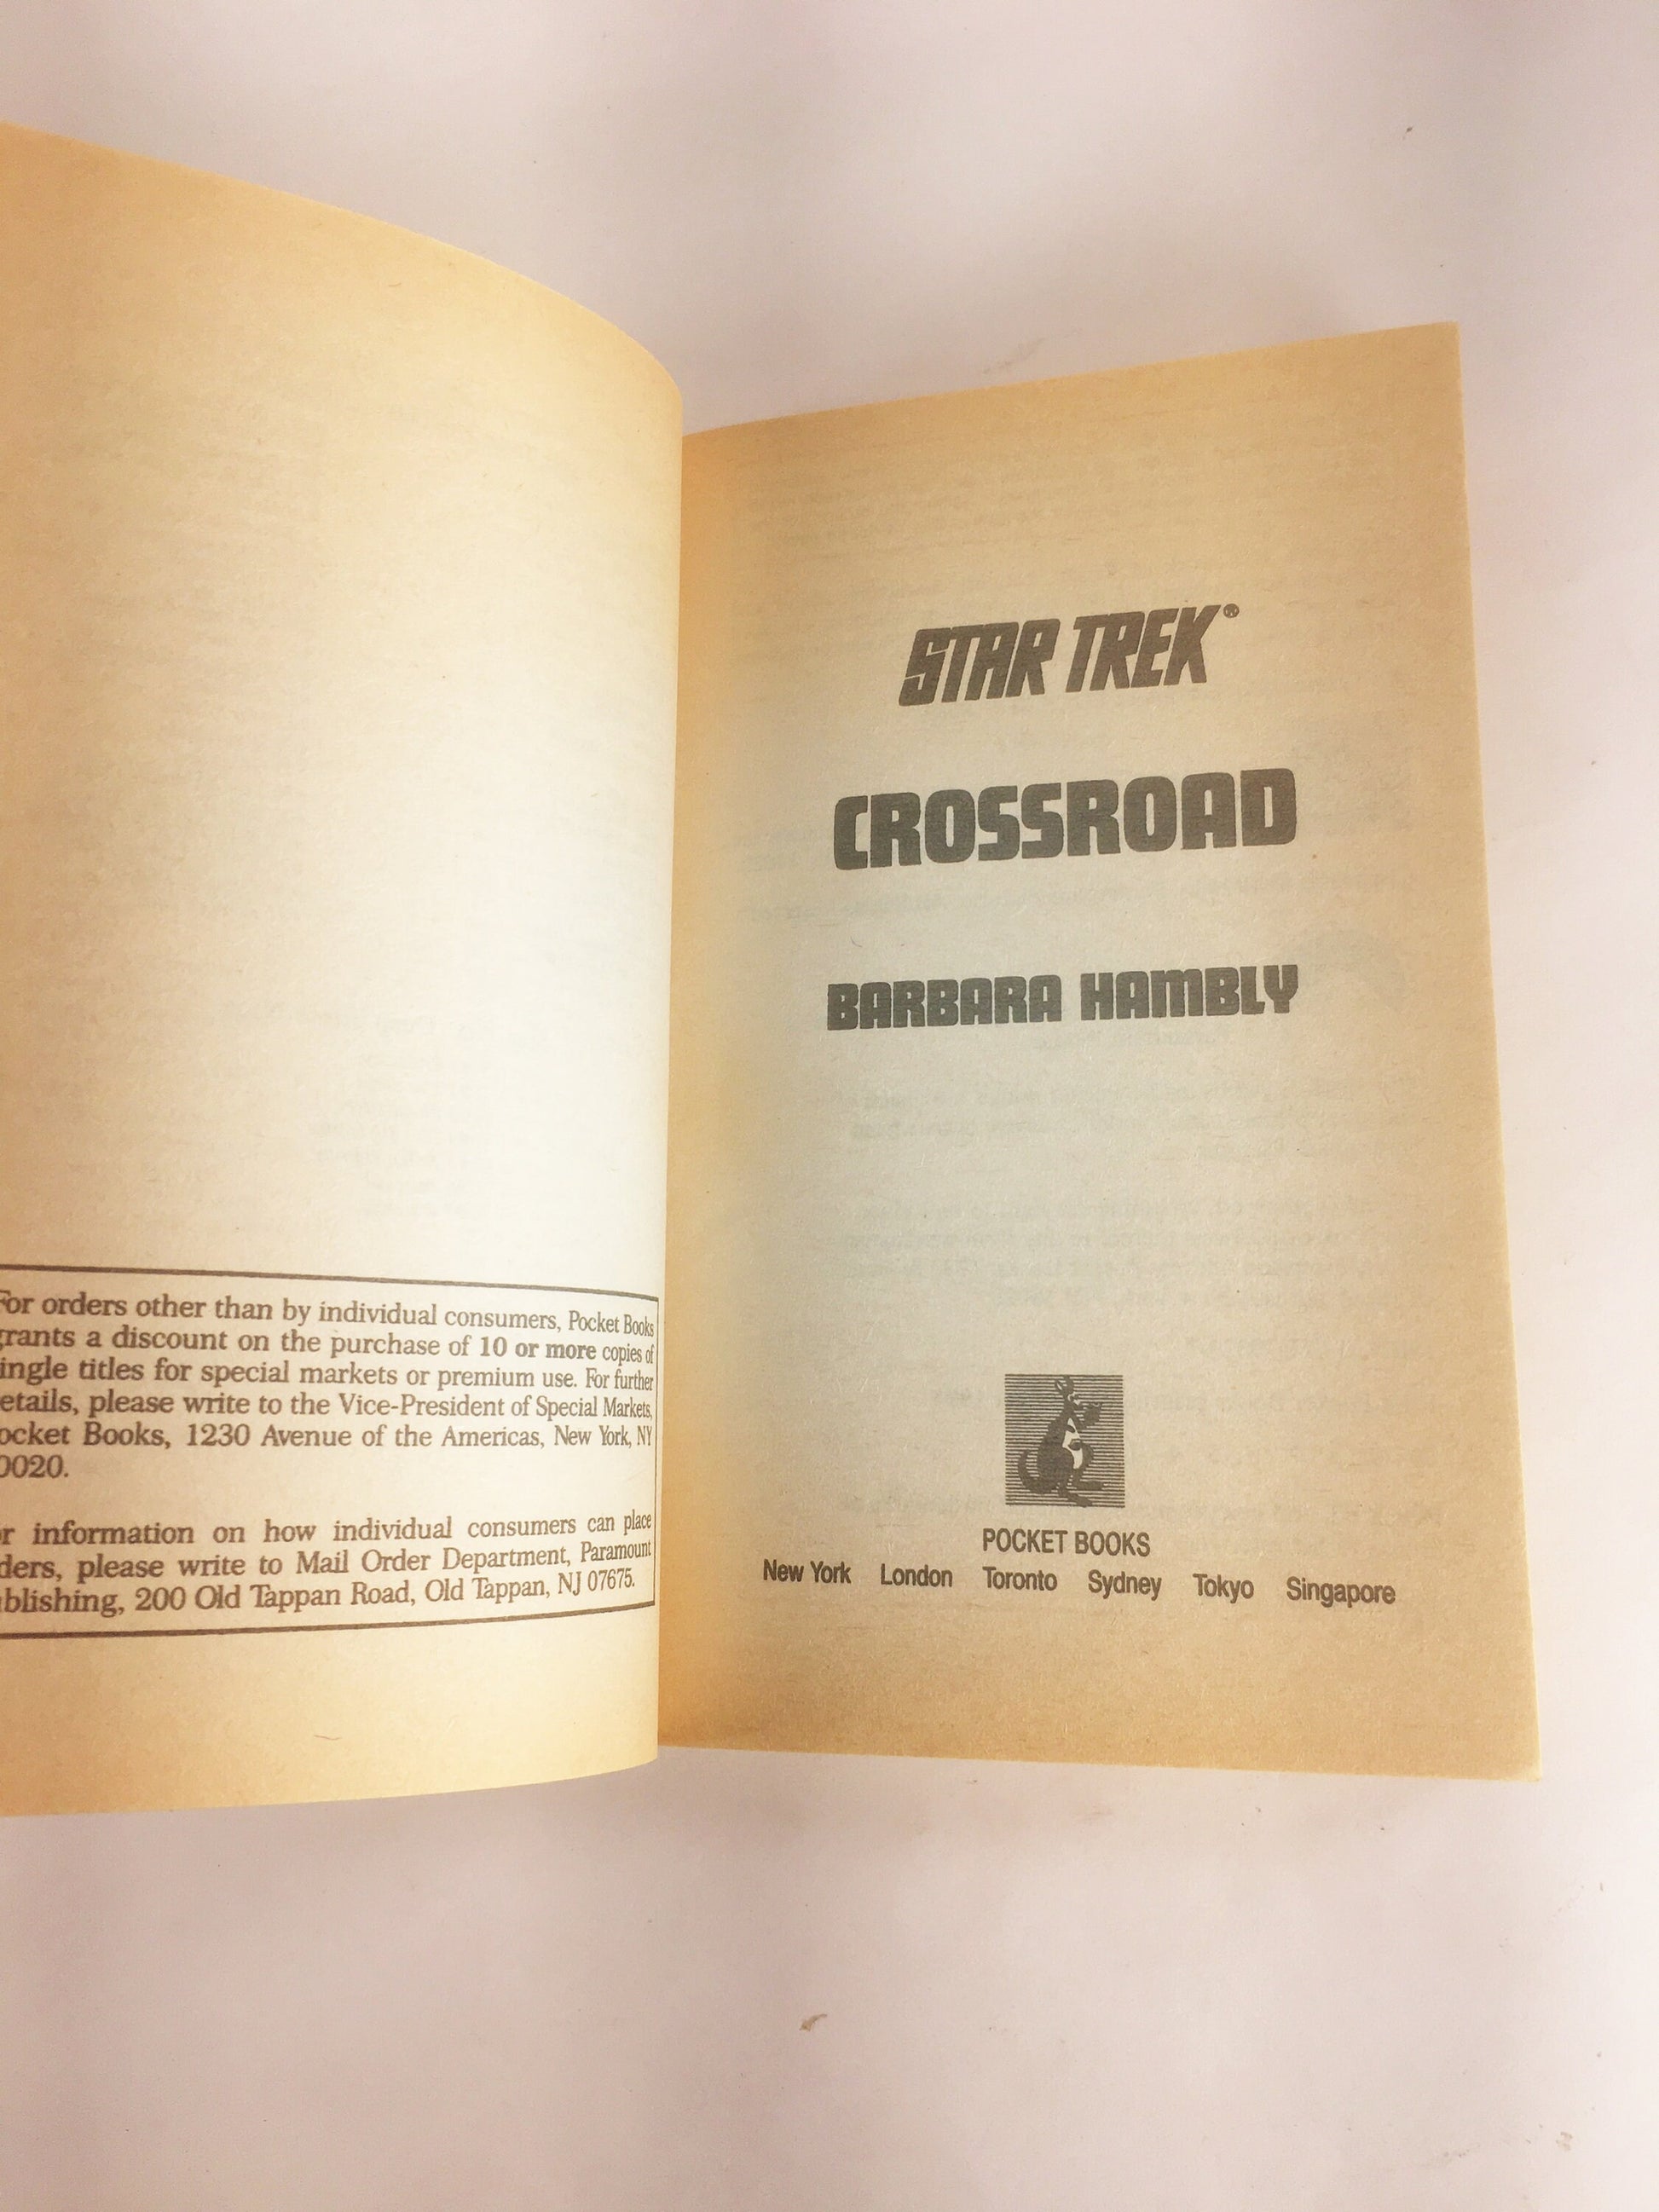 For orders other than by individual consumers, Pocket Books
grants a discount on the purchase of 10 or more copies of
ingle titles for special markets or premium use. For further
etails, please write to the Vice-President of Special Markets,
ocket Books, 1230 Avenue of the Americas, New York, NY
0020.
r information on how individual consumers can place
ders, please write to Mail Order Department, Paramount
blishing, 200 Old Tappan Road, Old Tappan, NJ 07675.
STAR TREK®
CROSSROAD
BARBARA HAMBLY
POCKET BOOKS
New York London Toronto Sydney Tokyo Singapore